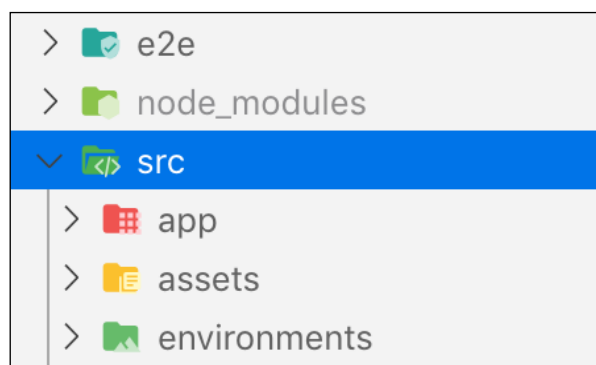 e2e
node_modules
src
app
assets
environments